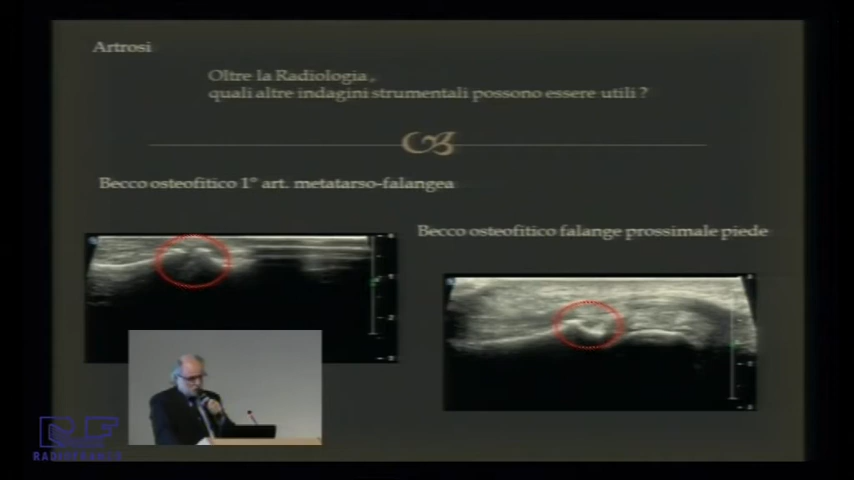 Artrosi
Oltre la Radiologia,
quali altre indagini strumentali possono essere utili ?
Becco osteofitico 1° art. metatarso-falangea
Becco osteofitico falange prossimale piede